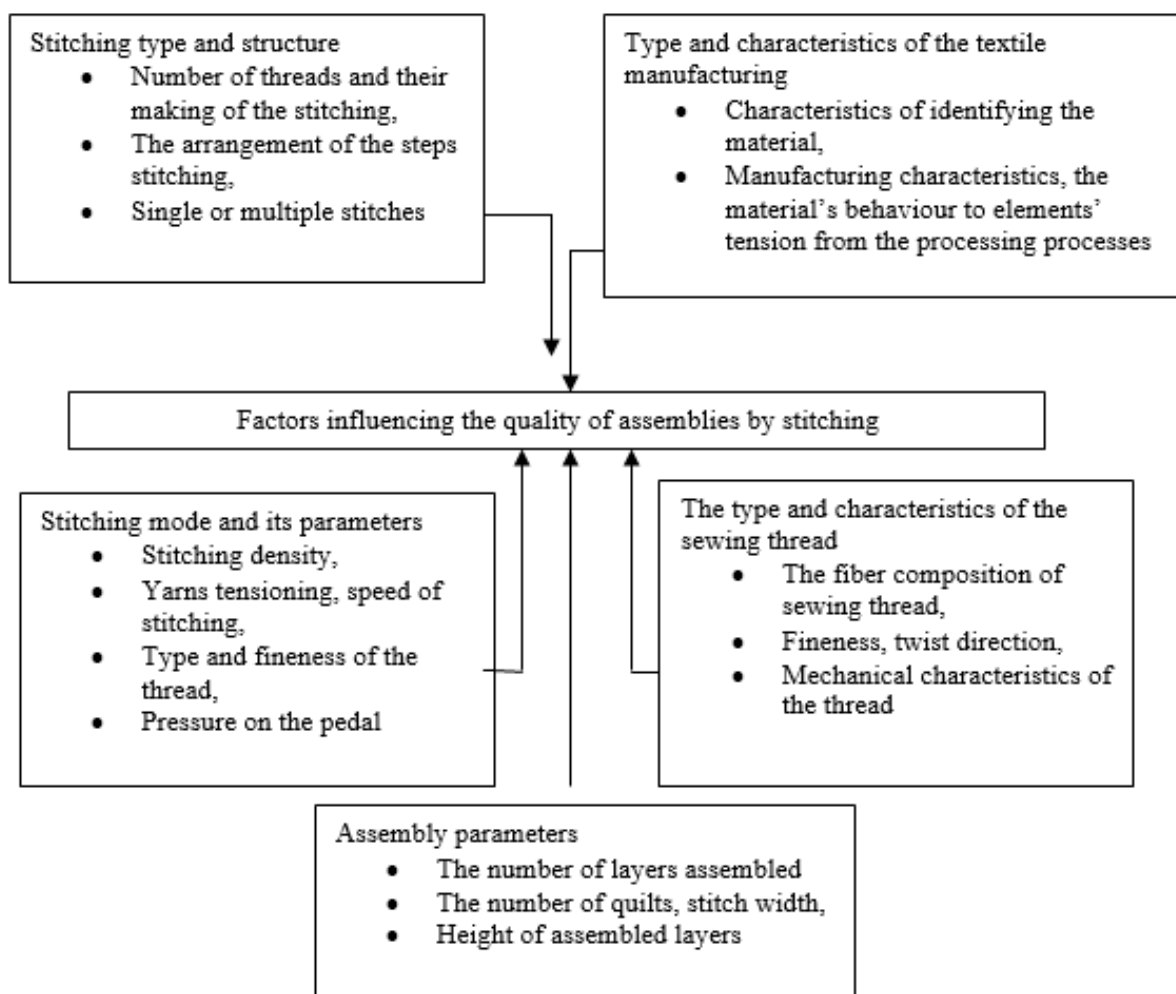 Stitching type and structure
● Number of threads and their
making of the stitching,
● The arrangement of the steps
stitching,
● Single or multiple stitches
Type and characteristics of the textile
manufacturing
● Characteristics of identifying the
material,
● Manufacturing characteristics, the
material’s behaviour to elements’
tension from the processing processes
Factors influencing the quality of assemblies by stitching
Stitching mode and its parameters
● Stitching density,
● Yarns tensioning, speed of
stitching,
● Type and fineness of the
thread,
● Pressure on the pedal
The type and characteristics of the
sewing thread
● The fiber composition of
sewing thread,
● Fineness, twist direction,
● Mechanical characteristics of
the thread
Assembly parameters
● The number of layers assembled
● The number of quilts, stitch width,
● Height of assembled layers